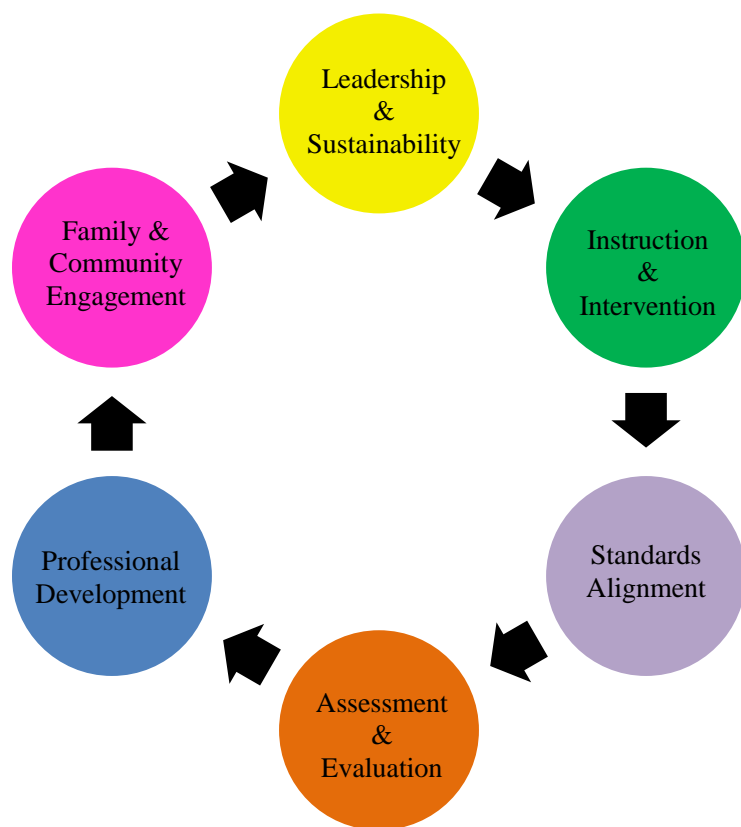 Leadership
&
Sustainability
Instruction
&
Intervention
Standards
Alignment
Assessment
&
Evaluation
Professional
Development
Family &
Community
Engagement